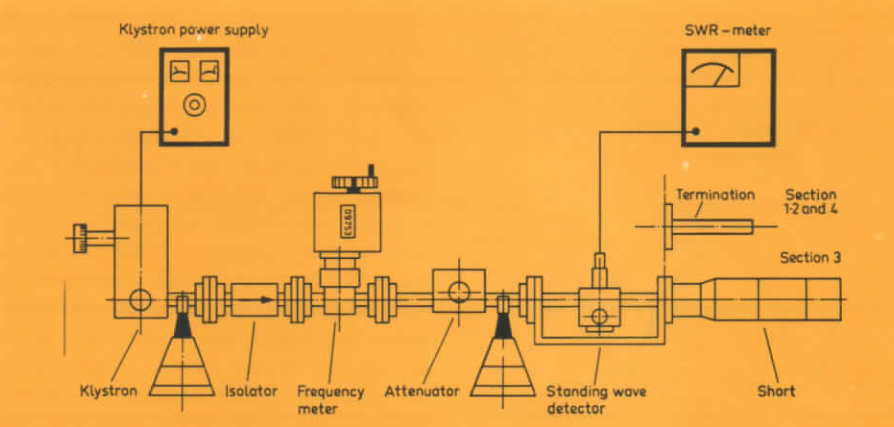 Klystron power supply
SWR-meter
09753
Termination
Section
1-2 and 4
Section 3
Klystron
Isolator
Frequency
meter
Attenuator
Standing wave
detector
Short